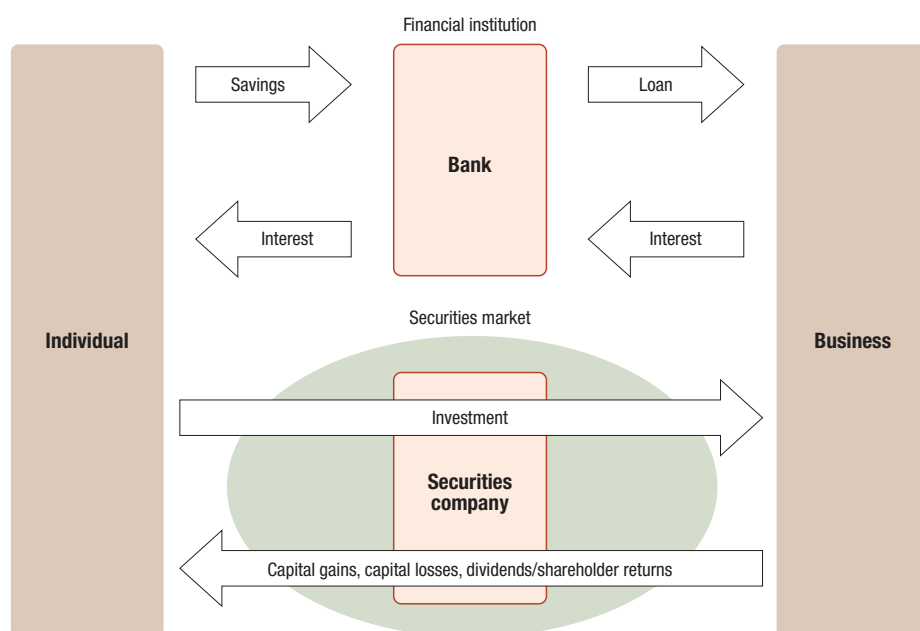 Financial institution
Savings
Loan
Bank
Interest
Interest
Securities market
Individual
Business
Investment
Securities
company
Capital gains, capital losses, dividends/shareholder returns